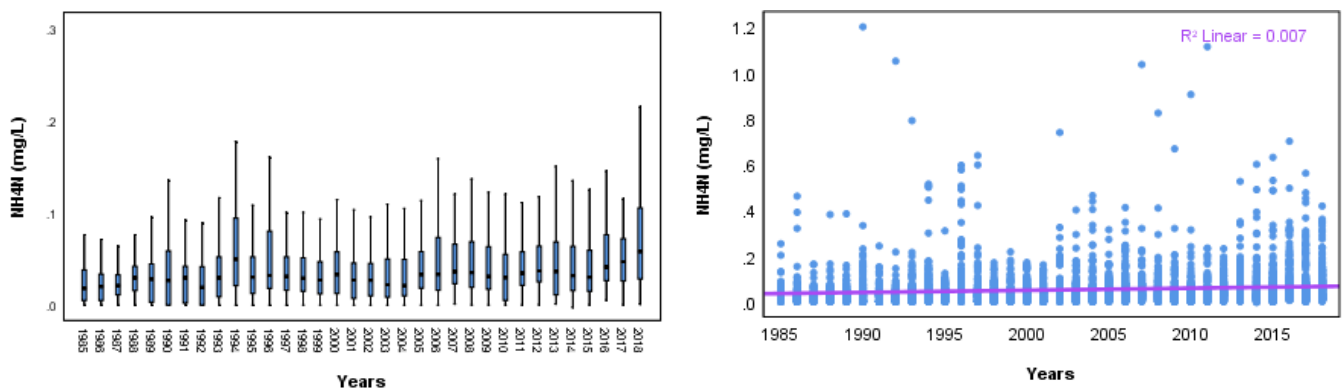 .3
.2
.1
.0
NH4N (mg/L)
1985 1986 1987 1988 1989 1990 1991 1992 1993 1994 1995 1996 1997 1998 1999 2000 2001 2002 2003 2004 2005 2006 2007 2008 2009 2010 2011 2012 2013 2014 2015 2016 2017 2018
Years
R² Linear = 0.007
1.2
1.0
.8
.6
.4
.2
.0
NH4N (mg/L)
1985 1990 1995 2000 2005 2011 2015
Years